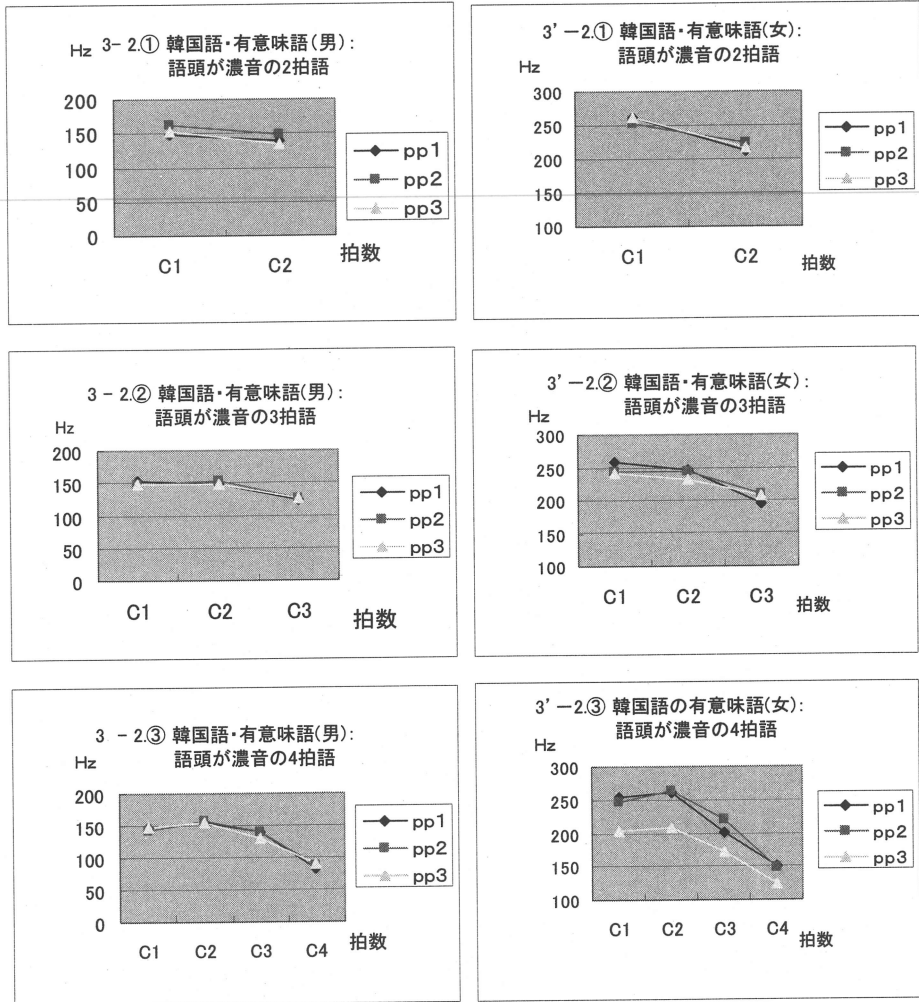 Hz 3- 2.① 韓国語・有意味語(男):
語頭が濃音の2拍語
200
150
100
50
0
C1 C2 拍数
pp1
pp2
pp3
3'-2.① 韓国語・有意味語(女):
語頭が濃音の2拍語
Hz
300
250
200
150
100
C1 C2 拍数
pp1
pp2
pp3
3 - 2.② 韓国語・有意味語(男):
語頭が濃音の3拍語
Hz
200
150
100
50
0
C1 C2 C3 拍数
pp1
pp2
pp3
3'-2.② 韓国語・有意味語(女):
語頭が濃音の3拍語
Hz
300
250
200
150
100
C1 C2 C3 拍数
pp1
pp2
pp3
3 - 2.③ 韓国語・有意味語(男):
語頭が濃音の4拍語
Hz
200
150
100
50
0
C1 C2 C3 C4 拍数
pp1
pp2
pp3
3'-2.③ 韓国語の有意味語(女):
語頭が濃音の4拍語
Hz
300
250
200
150
100
C1 C2 C3 C4 拍数
pp1
pp2
pp3